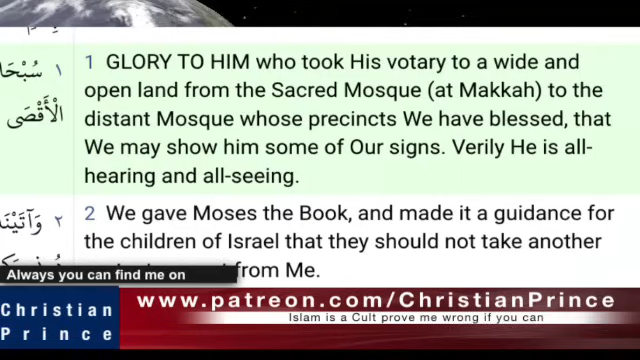 1 GLORY TO HIM who took His votary to a wide and
open land from the Sacred Mosque (at Makkah) to the
distant Mosque whose precincts We have blessed, that
We may show him some of Our signs. Verily He is all-
hearing and all-seeing.
١ سُبْحَا
الْأَقْصَى
2 We gave Moses the Book, and made it a guidance for
the children of Israel that they should not take another
from Me.
٢ وَآتَيْنَا
Always you can find me on
Christian
Prince
www.patreon.com/ChristianPrince
Islam is a Cult prove me wrong if you can